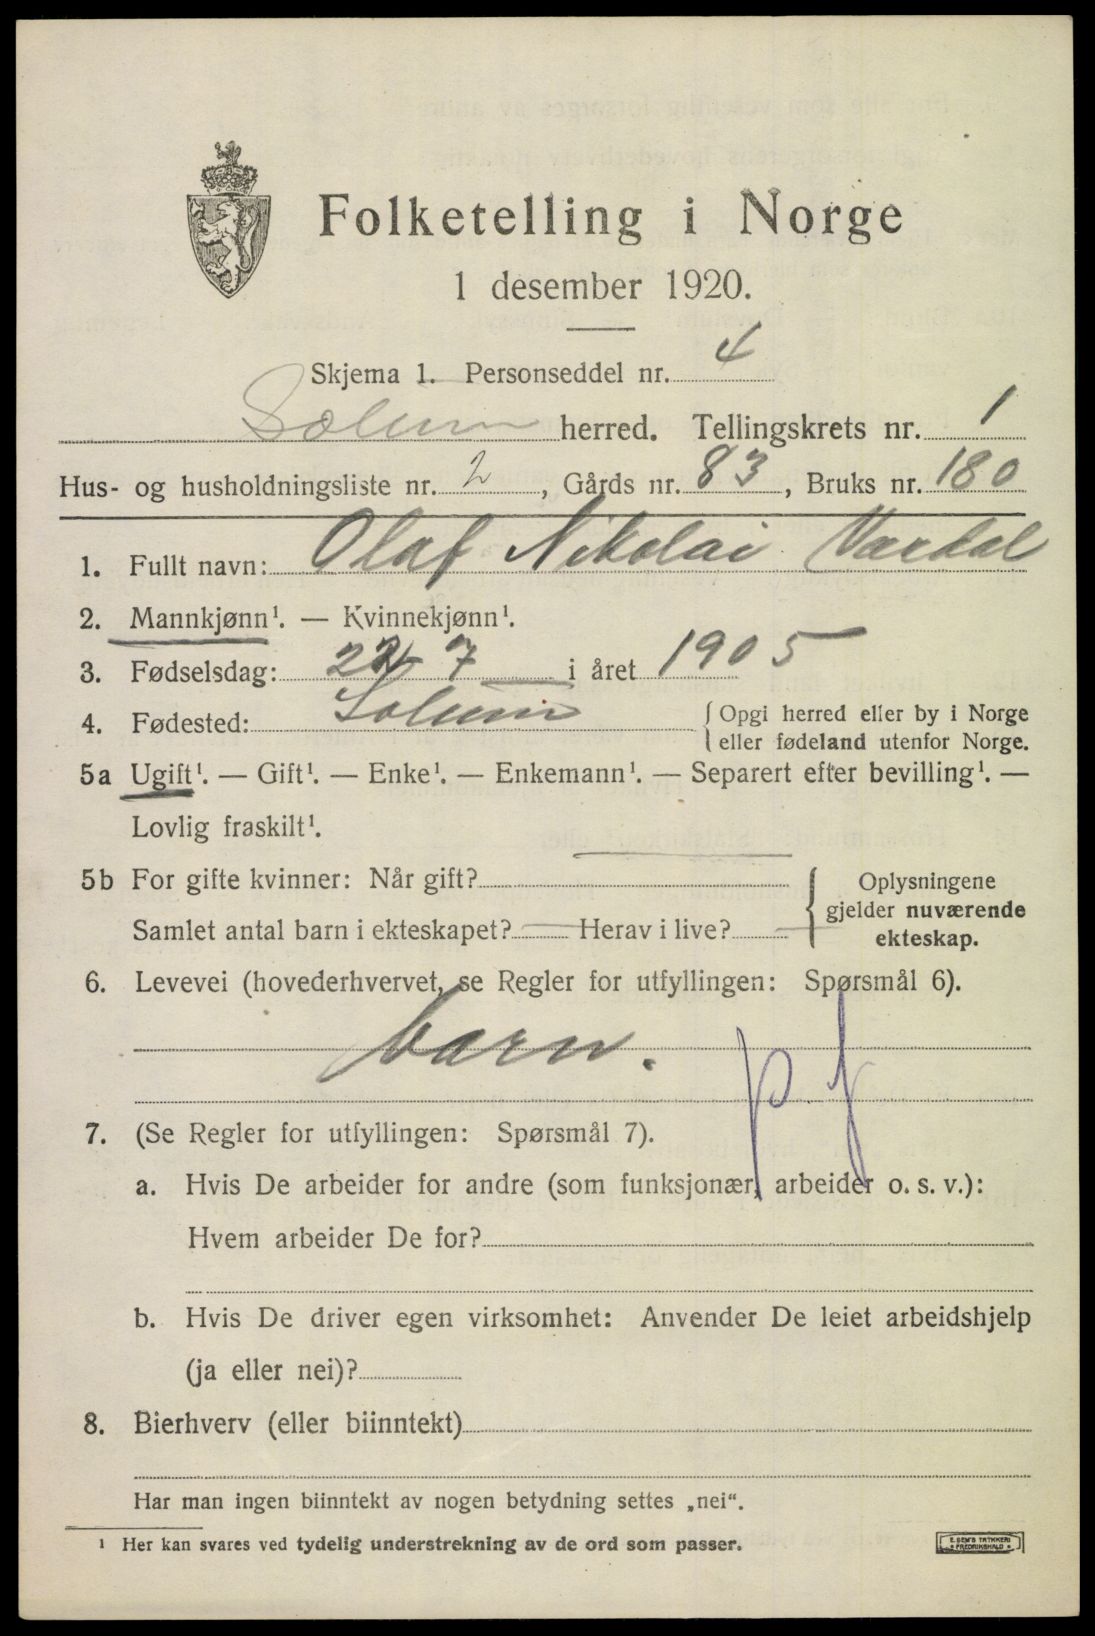 Folketelling i Norge
1 desember 1920.
Skjema 1. Personseddel nr. 4
Solum herred. Tellingskrets nr. 1
Hus- og husholdningsliste nr. 2, Gårds nr. 83, Bruks nr. 180
1. Fullt navn: Olaf Nikolai Værdal
2. Mannkjønn¹. — Kvinnekjønn¹.
3. Fødselsdag: 22 7 i året 1905
4. Fødested: Solum {Opgi herred eller by i Norge
eller fødeland utenfor Norge.
5a Ugift¹. — Gift¹. — Enke¹. — Enkemann¹. — Separert efter bevilling¹. —
Lovlig fraskilt¹.
5b For gifte kvinner: Når gift? —
Samlet antal barn i ekteskapet? — Herav i live? — } Oplysningene
gjelder nuværende
ekteskap.
6. Levevei (hovederhvervet, se Regler for utfyllingen: Spørsmål 6).
barn. p f
7. (Se Regler for utfyllingen: Spørsmål 7).
a. Hvis De arbeider for andre (som funksjonær, arbeider o. s. v.):
Hvem arbeider De for?
b. Hvis De driver egen virksomhet: Anvender De leiet arbeidshjelp
(ja eller nei)?
8. Bierhverv (eller biinntekt)
Har man ingen biinntekt av nogen betydning settes „nei“.
¹ Her kan svares ved tydelig understrekning av de ord som passer.
E. SEM'S TRYKKERI
FREDRIKSHALD